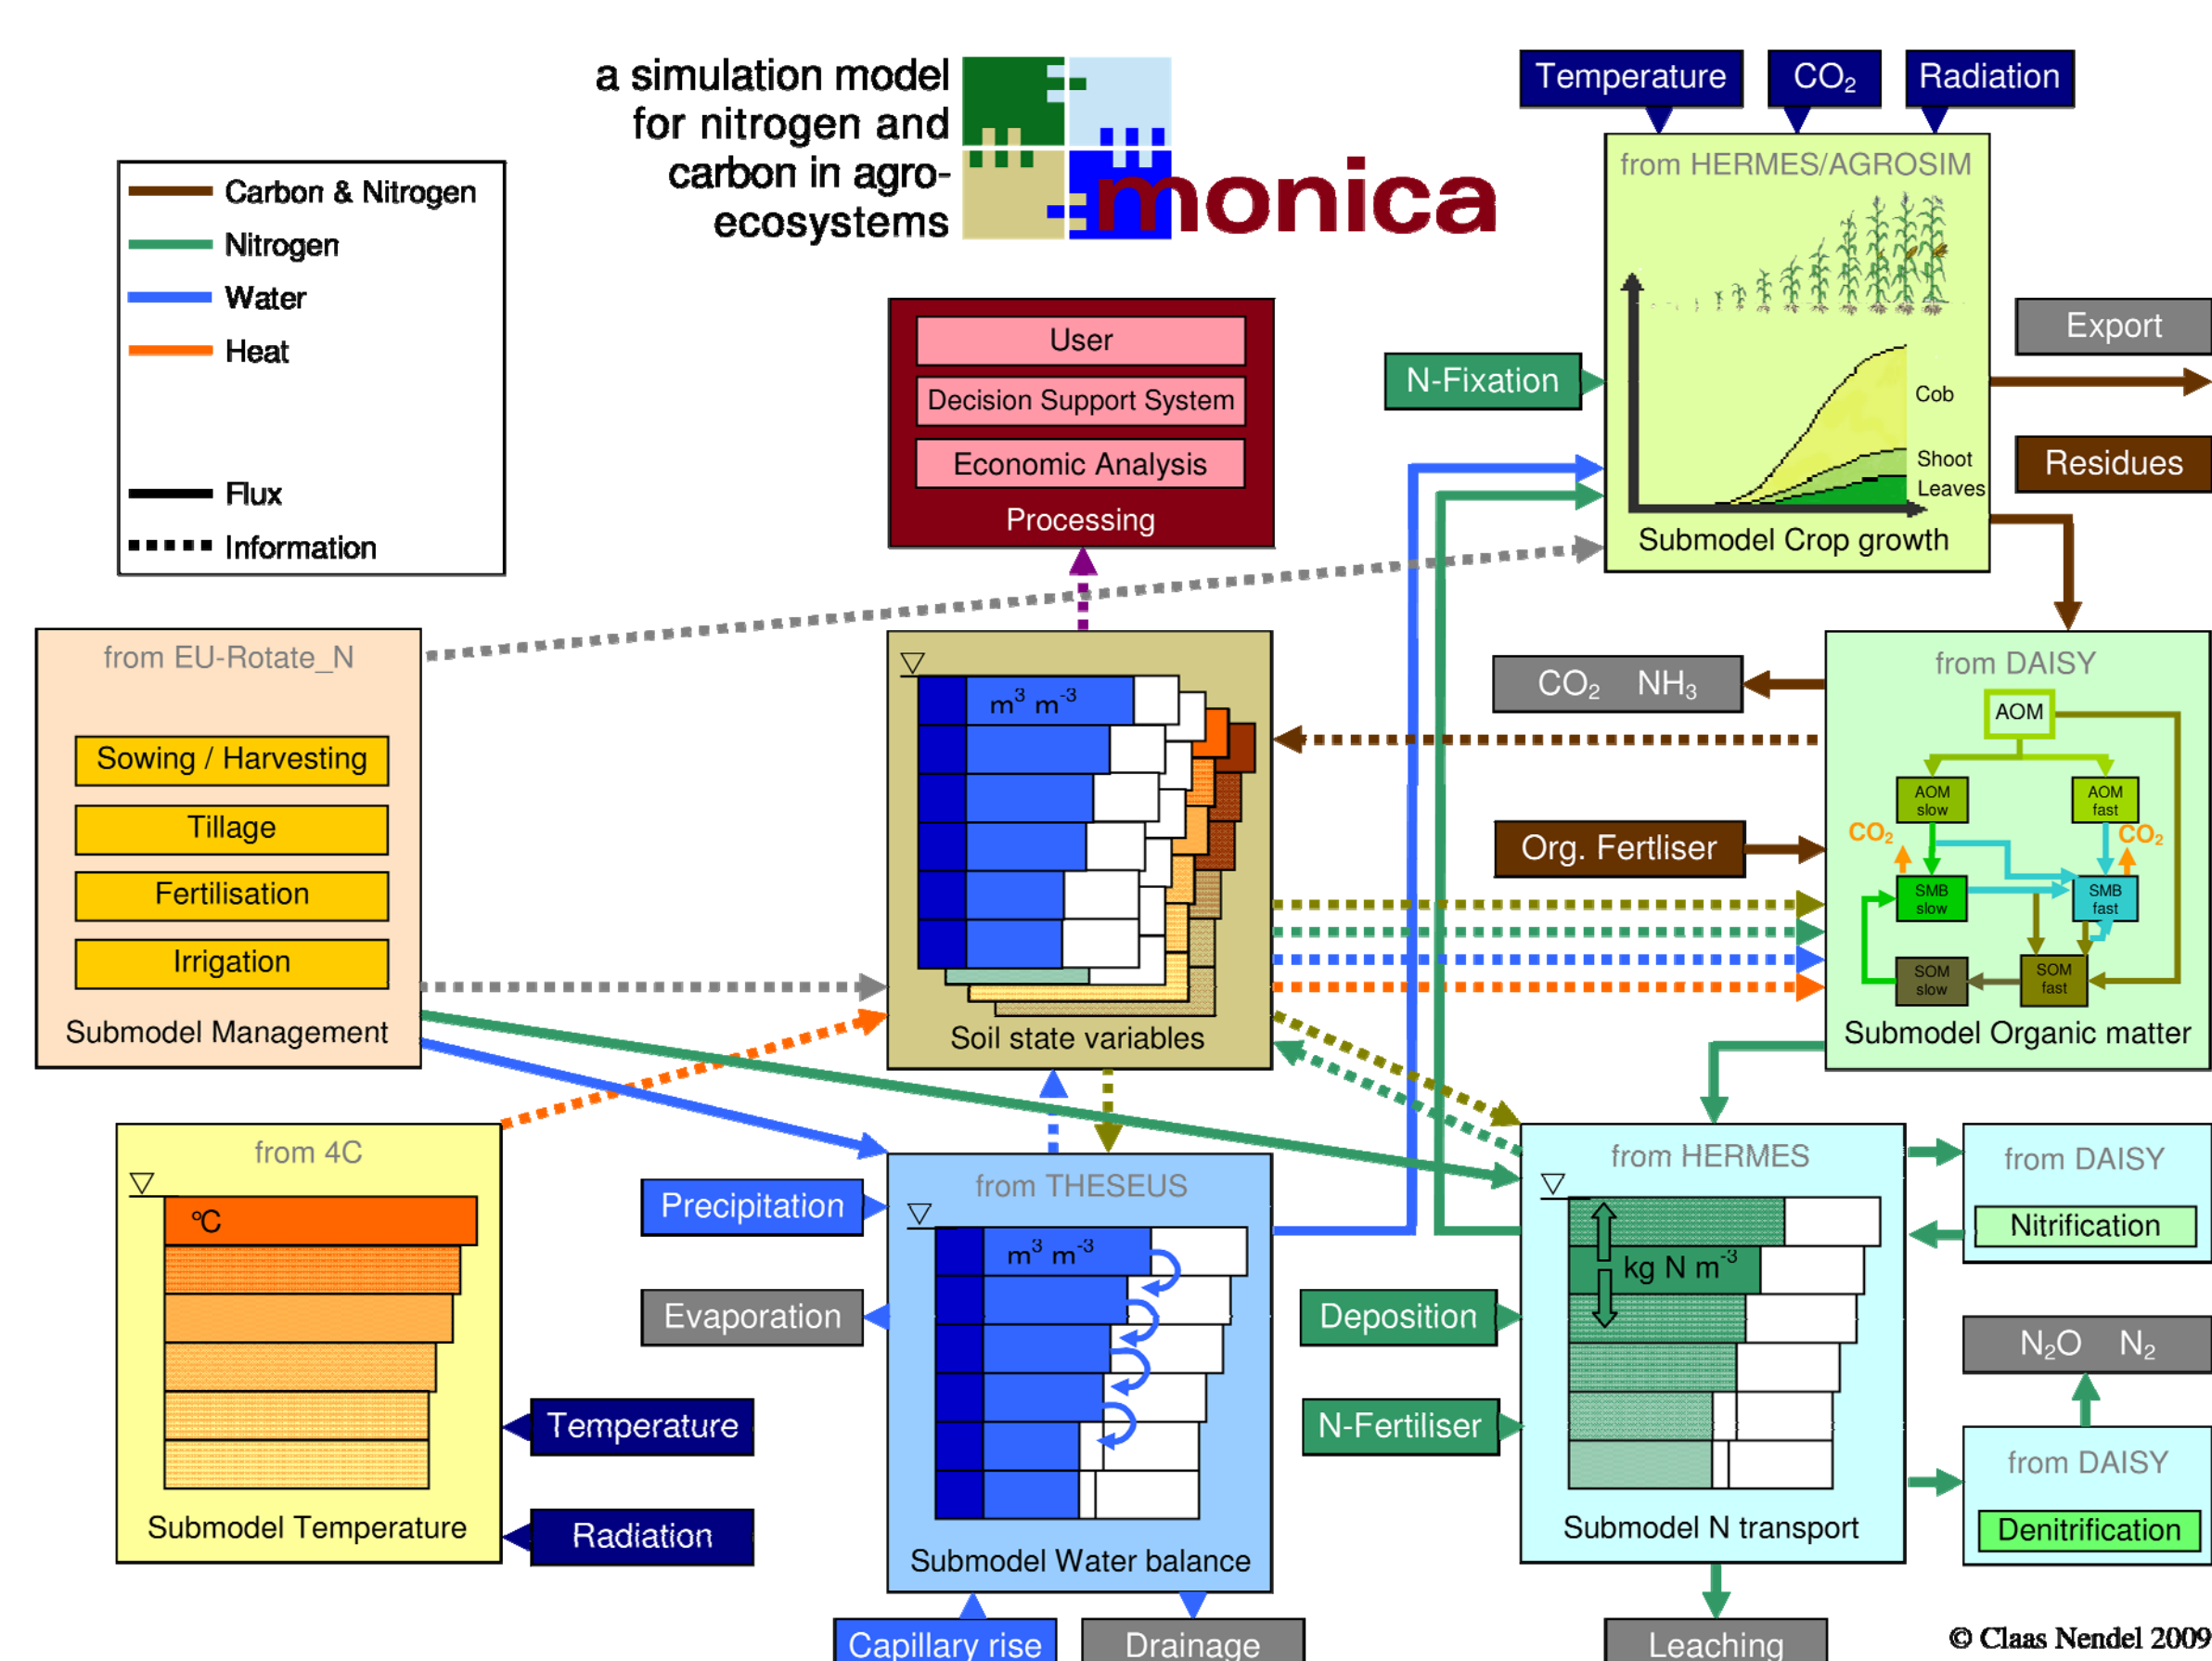 a simulation model
for nitrogen and
carbon in agro-
ecosystems
monica
Carbon & Nitrogen
Nitrogen
Water
Heat
Flux
Information
User
Decision Support System
Economic Analysis
Processing
Temperature
CO₂
Radiation
from HERMES/AGROSIM
Cob
Shoot
Leaves
Submodel Crop growth
N-Fixation
Export
Residues
from EU-Rotate_N
Sowing / Harvesting
Tillage
Fertilisation
Irrigation
Submodel Management
m³ m⁻³
Soil state variables
CO₂ NH₃
Org. Fertliser
from DAISY
AOM
AOM
slow
AOM
fast
CO₂
CO₂
SMB
slow
SMB
fast
SOM
slow
SOM
fast
Submodel Organic matter
from 4C
°C
Submodel Temperature
Temperature
Radiation
Precipitation
Evaporation
from THESEUS
m³ m⁻³
Submodel Water balance
Capillary rise
Drainage
Deposition
N-Fertiliser
from HERMES
kg N m⁻³
Submodel N transport
Leaching
from DAISY
Nitrification
N₂O N₂
from DAISY
Denitrification
© Claas Nendel 2009